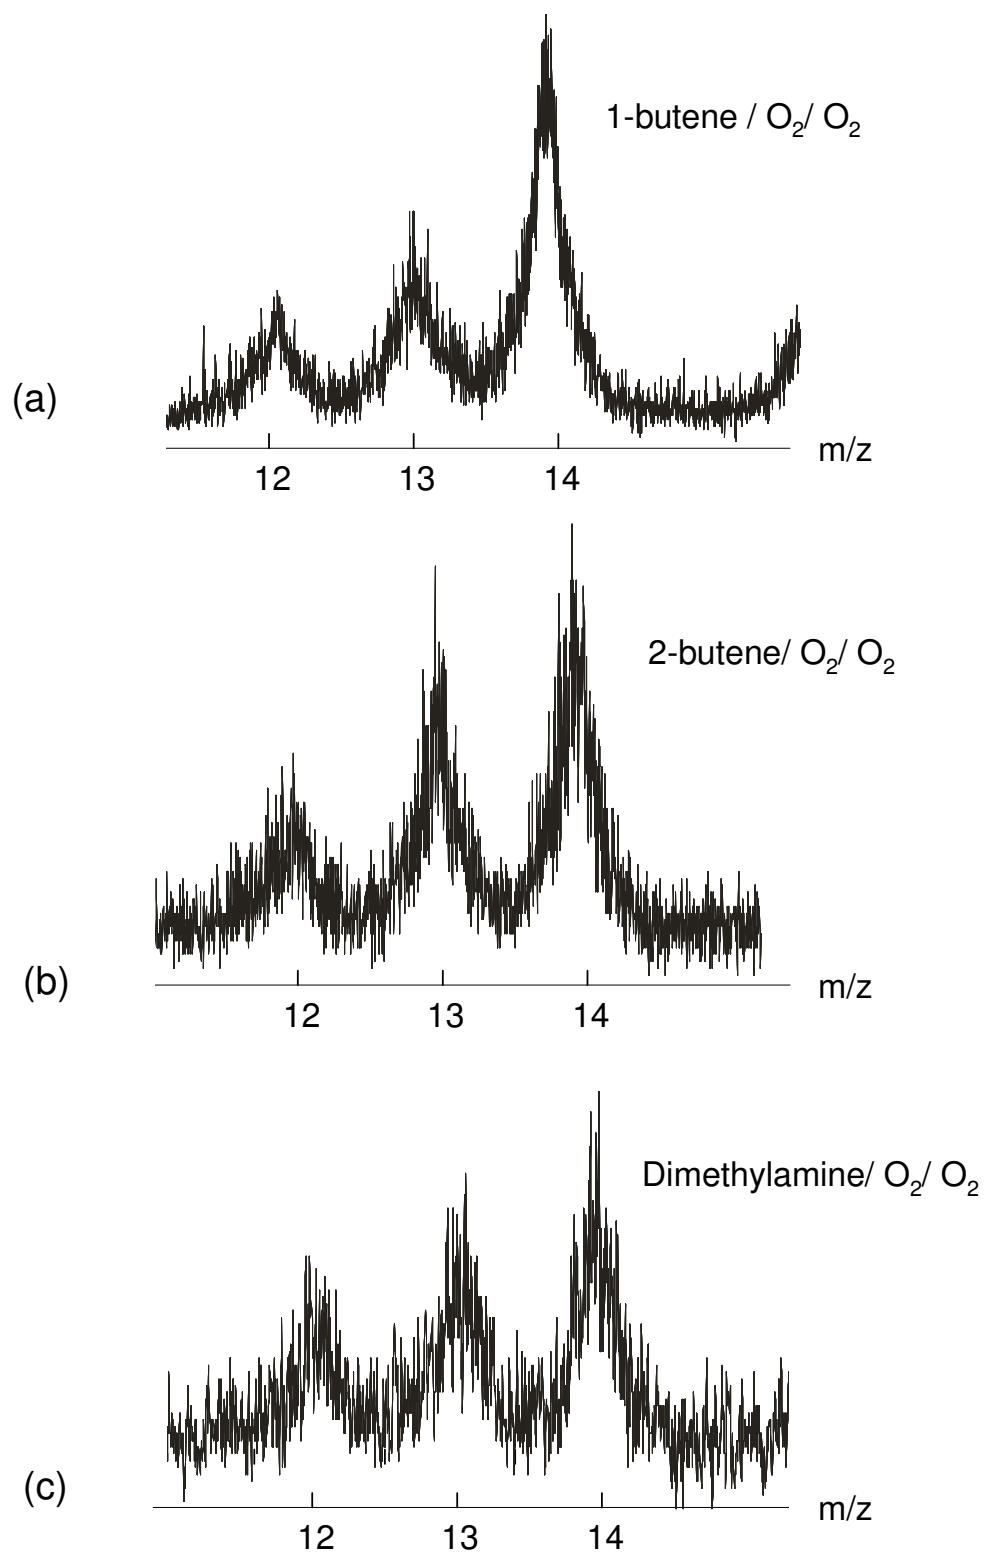 1-butene / O₂/ O₂
(a)
m/z
12 13 14
2-butene/ O₂/ O₂
(b)
m/z
12 13 14
Dimethylamine/ O₂/ O₂
(c)
m/z
12 13 14